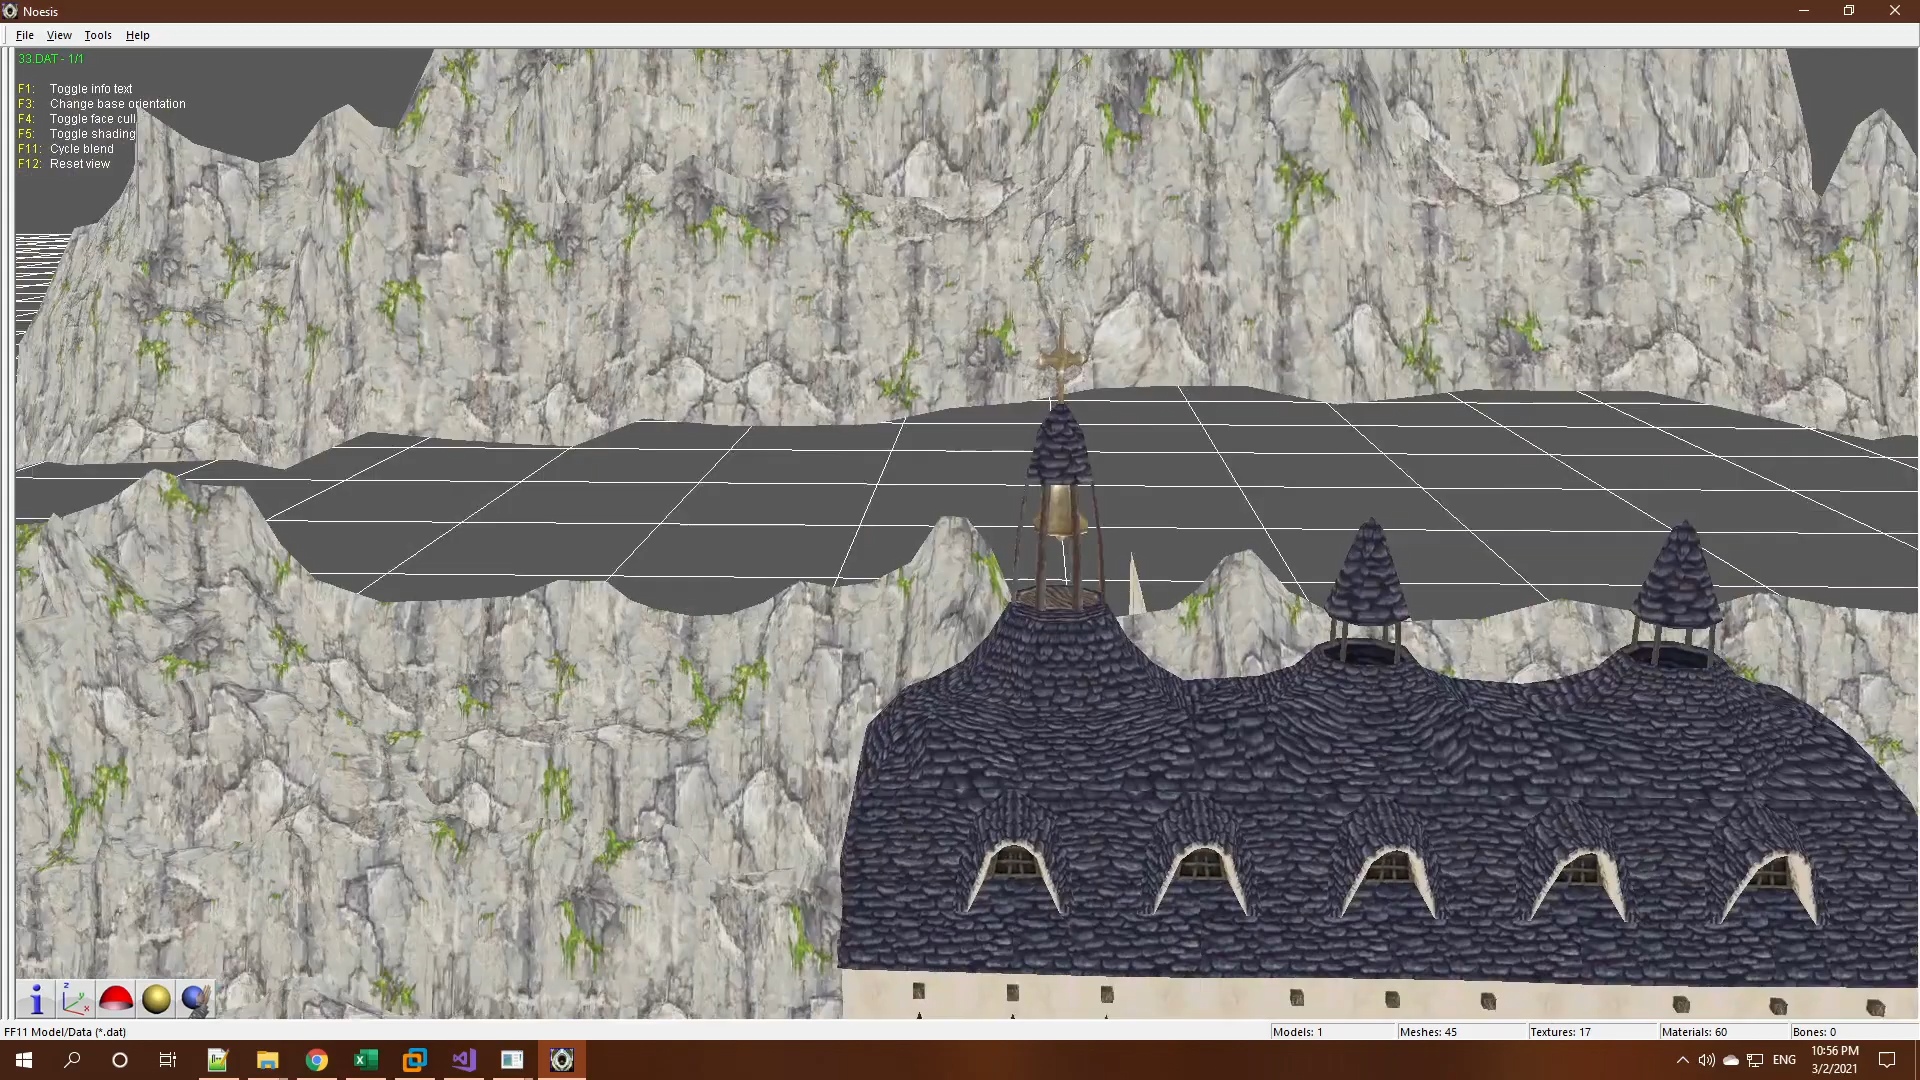 Noesis
File View Tools Help
33.DAT - 1/1
F1: Toggle info text
F3: Change base orientation
F4: Toggle face cull
F5: Toggle shading
F11: Cycle blend
F12: Reset view
FF11 Model/Data (*.dat) Models: 1 Meshes: 45 Textures: 17 Materials: 60 Bones: 0
ENG
10:56 PM
3/2/2021